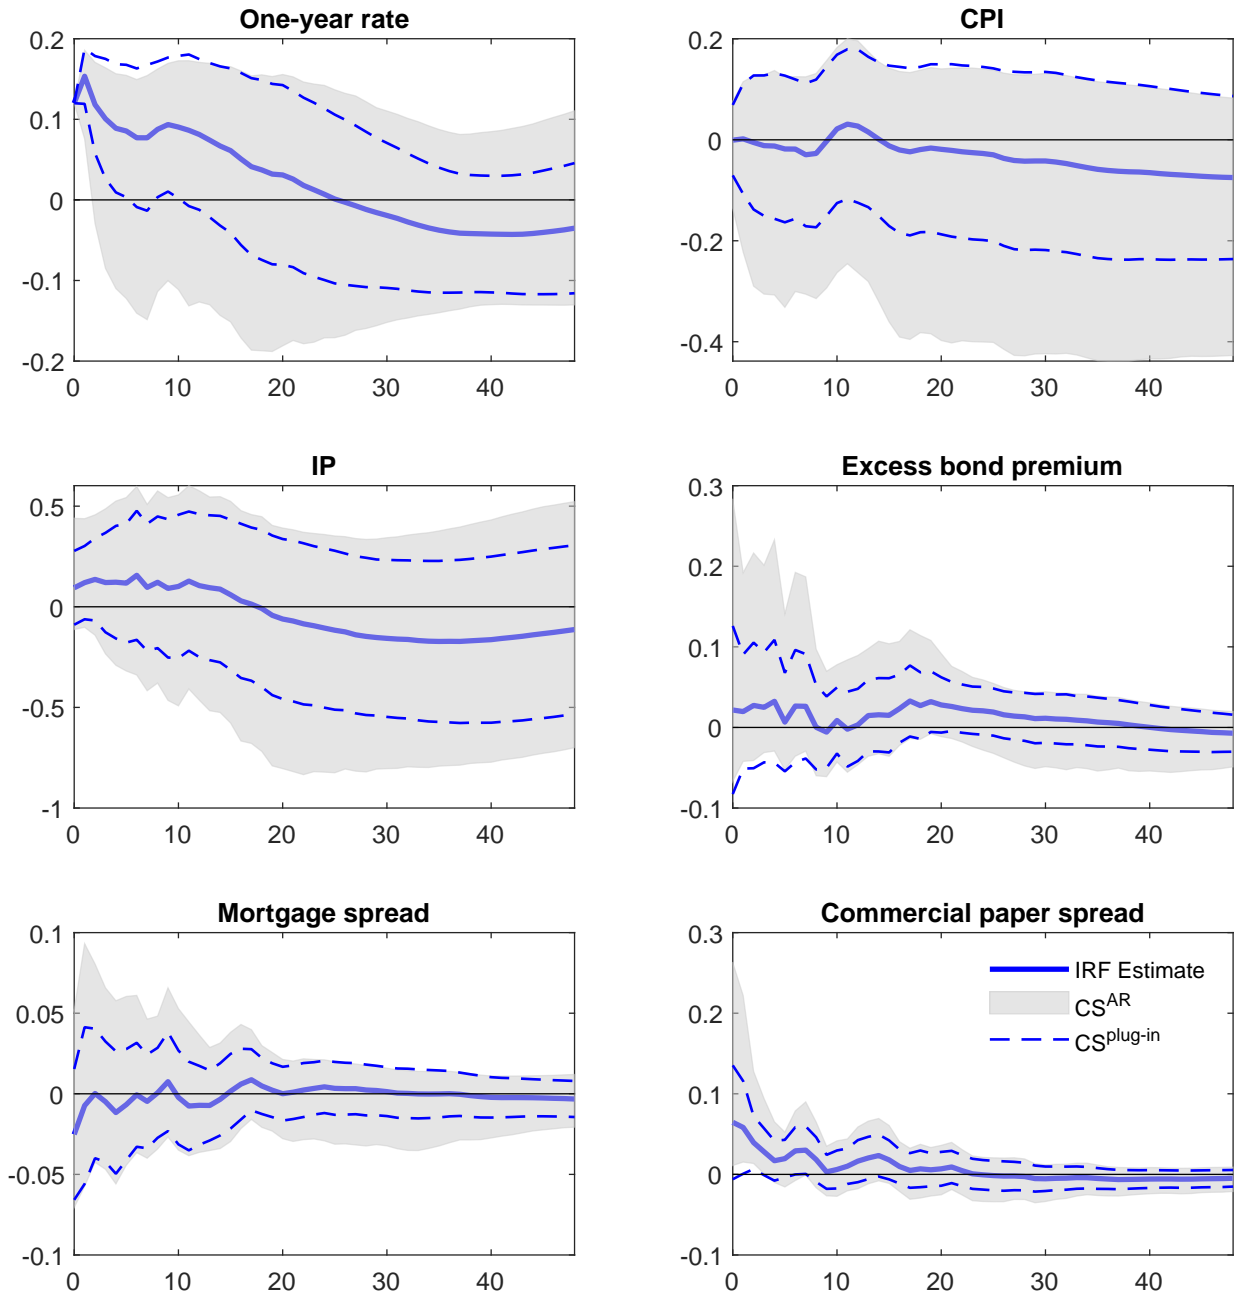 One-year rate
0.2
0.1
0
-0.1
-0.2
0 10 20 30 40
CPI
0.2
0
-0.2
-0.4
0 10 20 30 40
IP
0.5
0
-0.5
-1
0 10 20 30 40
Excess bond premium
0.3
0.2
0.1
0
-0.1
0 10 20 30 40
Mortgage spread
0.1
0.05
0
-0.05
-0.1
0 10 20 30 40
Commercial paper spread
0.3
0.2
0.1
0
-0.1
0 10 20 30 40
IRF Estimate
CS^AR
CS^plug-in